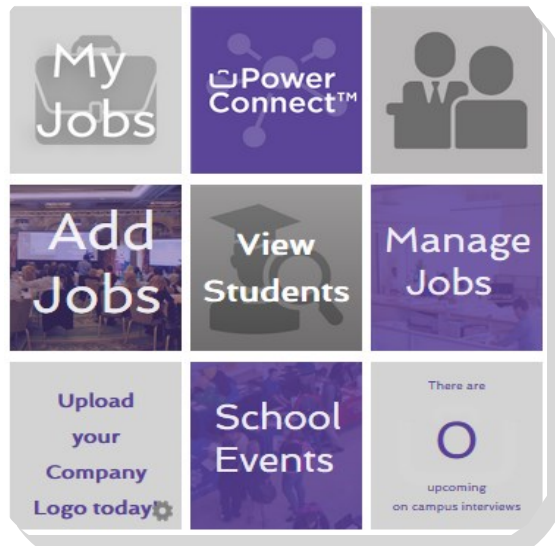 My
Jobs
Power
Connect™
Add
Jobs
View
Students
Manage
Jobs
Upload
your
Company
Logo today
School
Events
There are
0
upcoming
on campus interviews